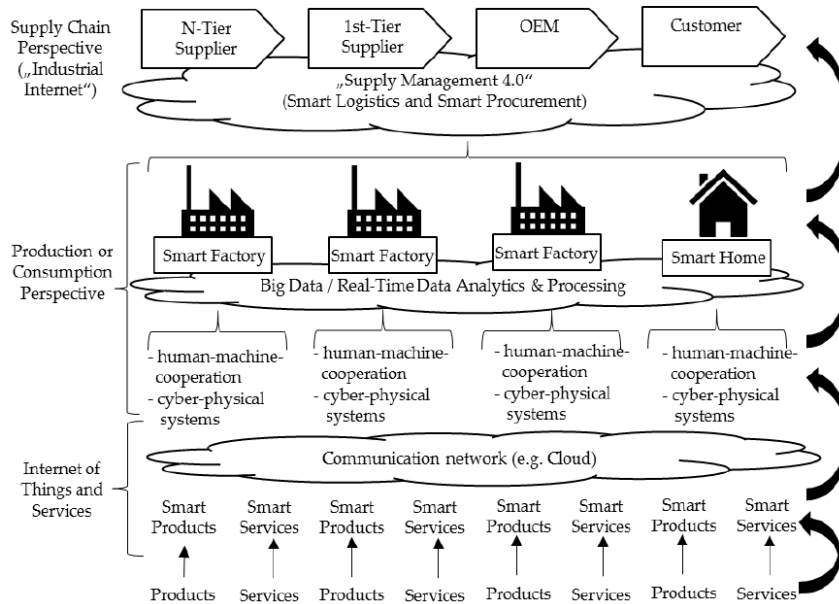 Supply Chain
Perspective
(„Industrial
Internet“)
N-Tier
Supplier
1st-Tier
Supplier
OEM
Customer
„Supply Management 4.0“
(Smart Logistics and Smart Procurement)
Production or
Consumption
Perspective
Smart Factory
Smart Factory
Smart Factory
Smart Home
Big Data / Real-Time Data Analytics & Processing
- human-machine-
cooperation
- cyber-physical
systems
- human-machine-
cooperation
- cyber-physical
systems
- human-machine-
cooperation
- cyber-physical
systems
- human-machine-
cooperation
- cyber-physical
systems
Internet of
Things and
Services
Communication network (e.g. Cloud)
Smart
Products
Smart
Services
Smart
Products
Smart
Services
Smart
Products
Smart
Services
Smart
Products
Smart
Services
Products
Services
Products
Services
Products
Services
Products
Services